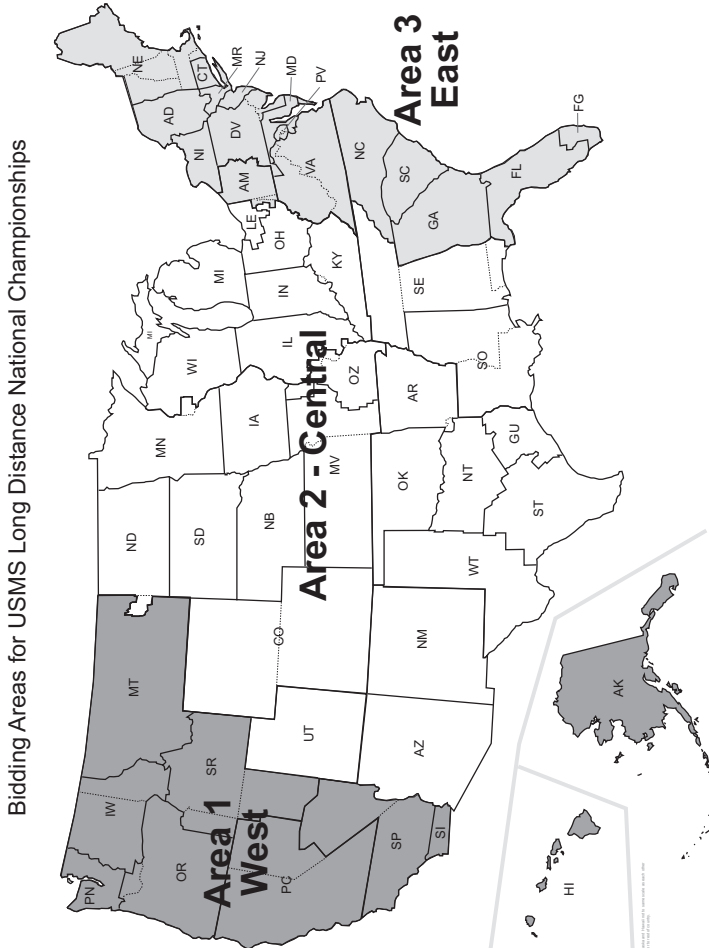 Bidding Areas for USMS Long Distance National Championships
Area 1
West
Area 2 - Central
Area 3
East
PN
IW
MT
OR
SR
PC
SP
SI
UT
AZ
CO
NM
ND
SD
NB
MV
OK
WT
NT
ST
GU
MN
IA
WI
MI
MI
IL
IN
OH
LE
KY
OZ
AR
SO
SE
NE
CT
MR
NJ
MD
PV
AD
NI
DV
AM
VA
NC
SC
GA
FL
FG
AK
HI